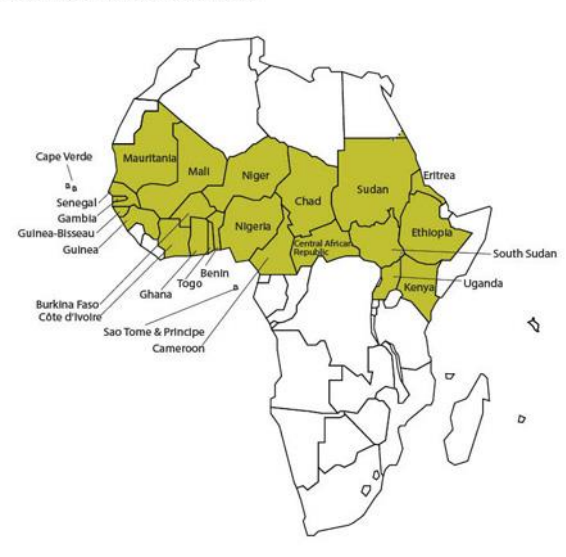 Cape Verde
Mauritania
Mali
Niger
Chad
Sudan
Eritrea
Senegal
Gambia
Guinea-Bissau
Guinea
Nigeria
Central African
Republic
Ethiopia
South Sudan
Benin
Togo
Ghana
Kenya
Uganda
Burkina Faso
Côte d'Ivoire
Sao Tome & Principe
Cameroon